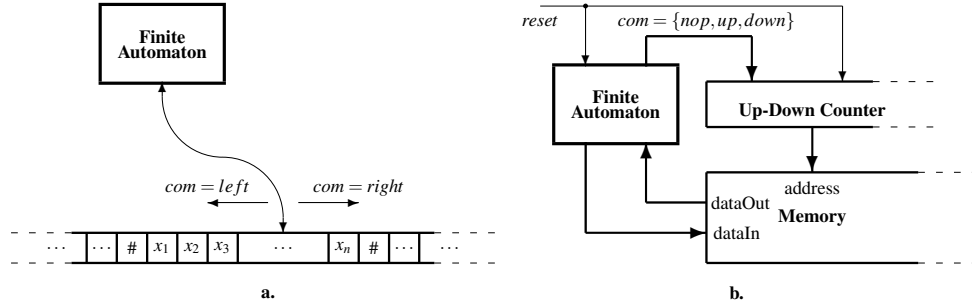 Finite
Automaton
com = left
com = right
··· ··· # x₁ x₂ x₃ ··· xₙ # ··· ···
a.
reset
com = {nop, up, down}
Finite
Automaton
Up-Down Counter
address
dataOut
Memory
dataIn
b.